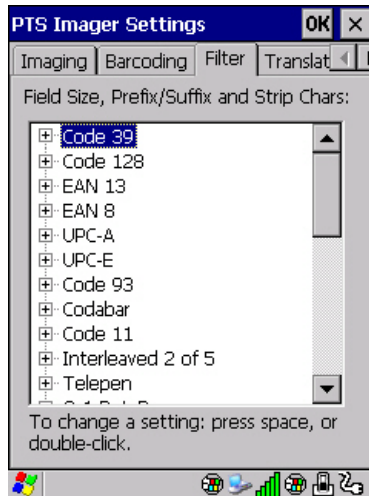 PTS Imager Settings OK
Imaging Barcoding Filter Translat
Field Size, Prefix/Suffix and Strip Chars:
Code 39
Code 128
EAN 13
EAN 8
UPC-A
UPC-E
Code 93
Codabar
Code 11
Interleaved 2 of 5
Telepen
To change a setting: press space, or
double-click.